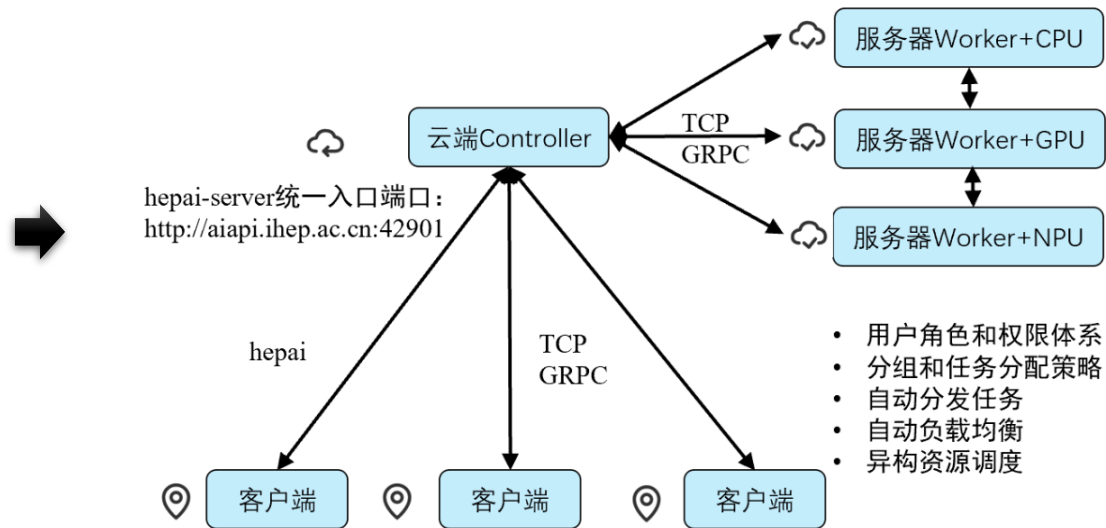 服务器Worker+CPU
云端Controller
TCP
GRPC
服务器Worker+GPU
hepai-server统一入口端口：
http://aiapi.ihep.ac.cn:42901
服务器Worker+NPU
hepai
TCP
GRPC
• 用户角色和权限体系
• 分组和任务分配策略
• 自动分发任务
• 自动负载均衡
• 异构资源调度
客户端
客户端
客户端